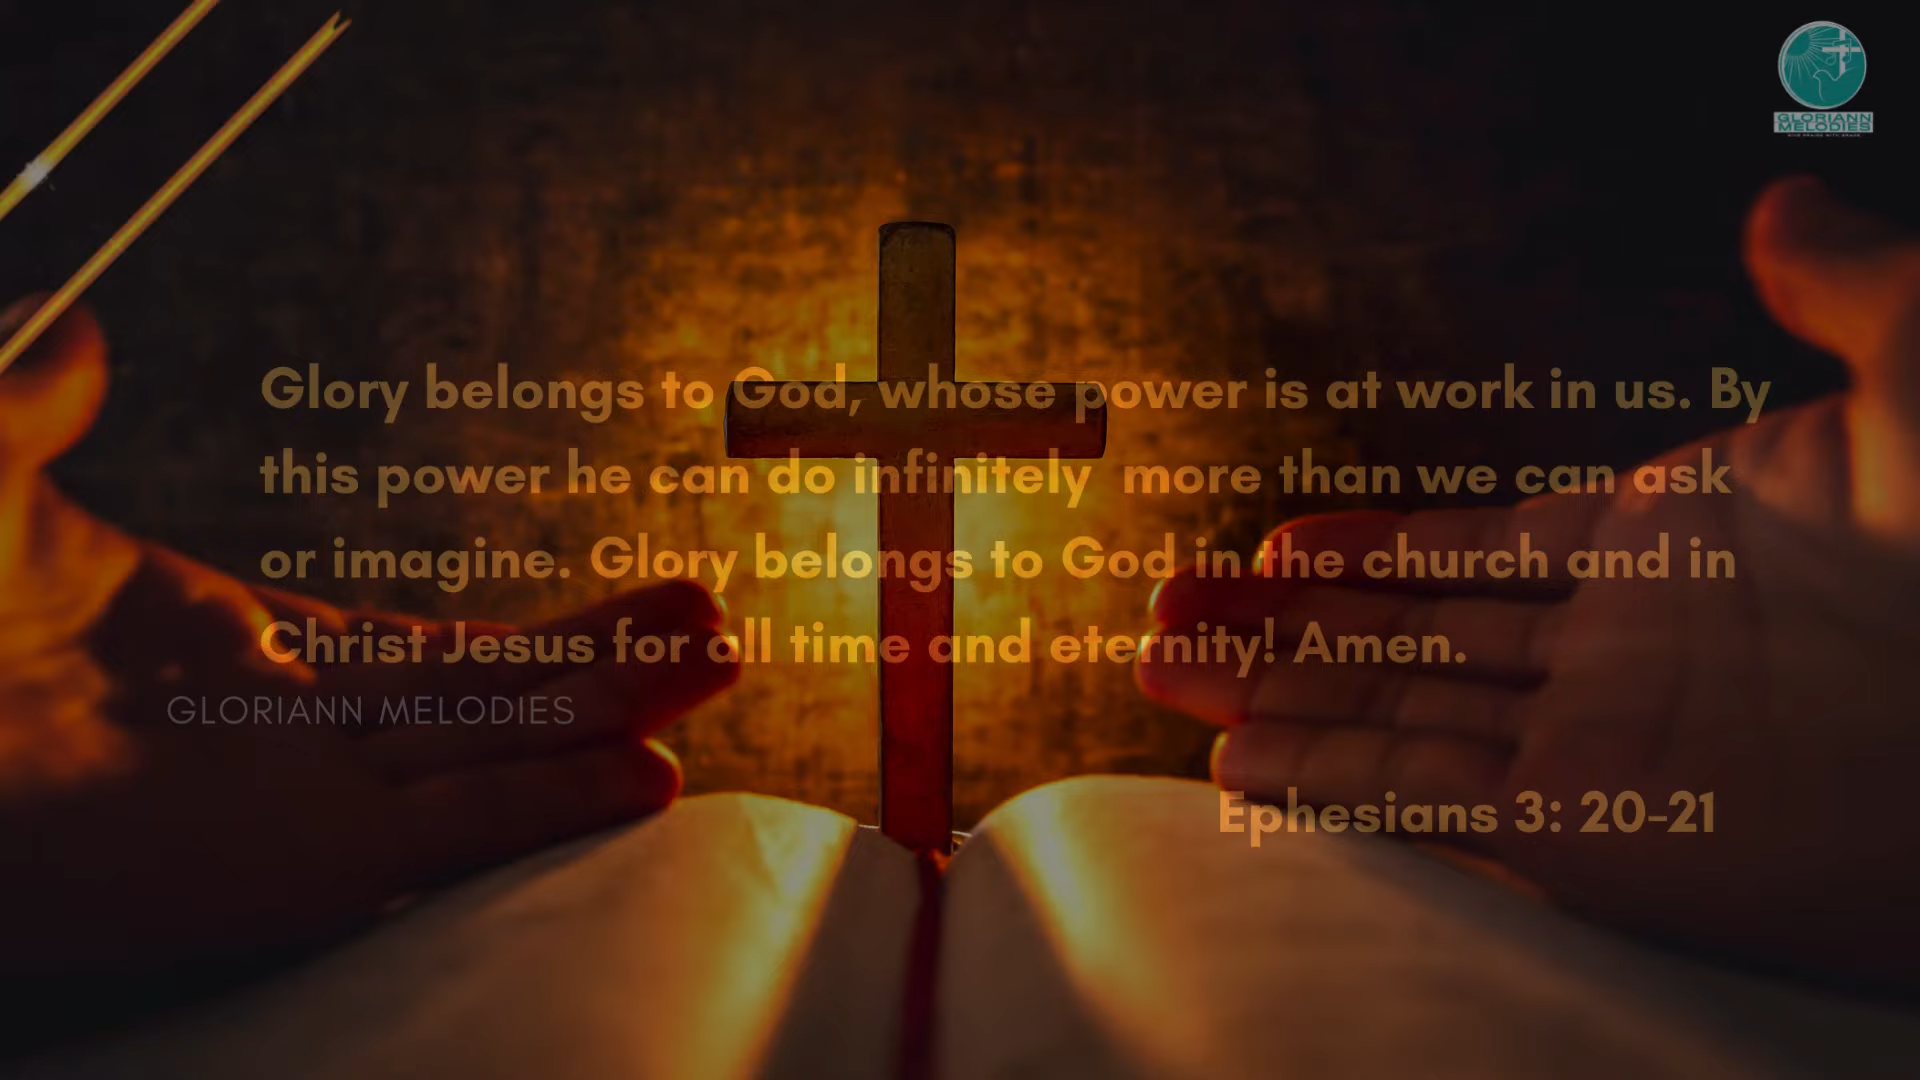 GLORIANN
MELODIES
Glory belongs to God, whose power is at work in us. By
this power he can do infinitely more than we can ask
or imagine. Glory belongs to God in the church and in
Christ Jesus for all time and eternity! Amen.
GLORIANN MELODIES
Ephesians 3: 20-21